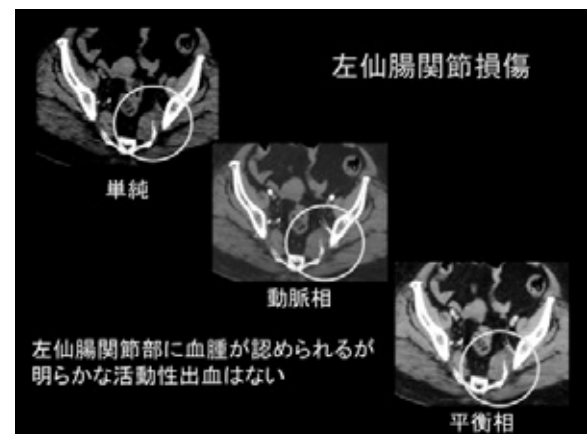 左仙腸関節損傷
単純
動脈相
左仙腸関節部に血腫が認められるが
明らかな活動性出血はない
平衡相